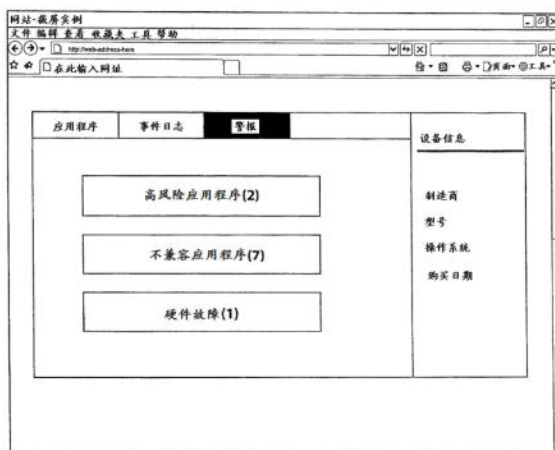 网站-截屏实例
文件 编辑 查看 收藏夹 工具 帮助
http://web-address-here
在此输入网址
页面 工具
应用程序 事件日志 警报
设备信息
高风险应用程序(2)
制造商
型号
不兼容应用程序(7)
操作系统
购买日期
硬件故障(1)